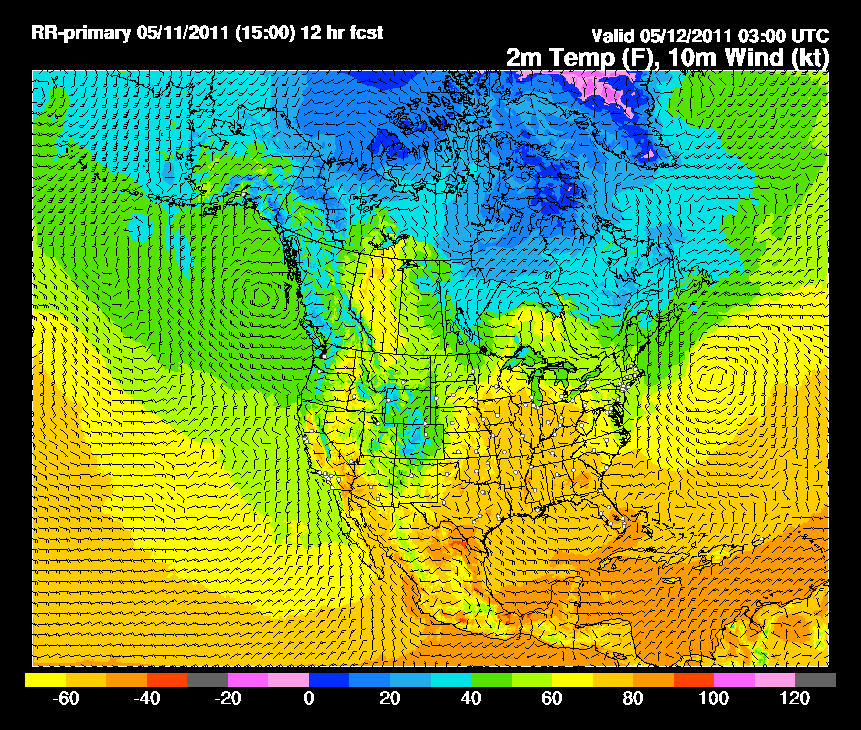 RR-primary 05/11/2011 (15:00) 12 hr fcst
Valid 05/12/2011 03:00 UTC
2m Temp (F), 10m Wind (kt)
-60 -40 -20 0 20 40 60 80 100 120